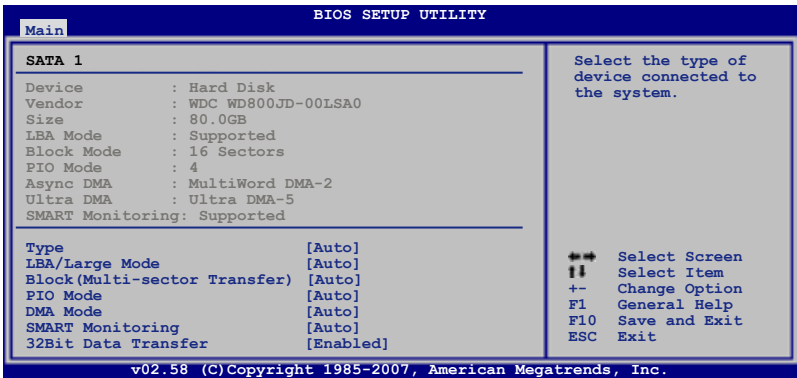 BIOS SETUP UTILITY
Main
SATA 1
Device : Hard Disk
Vendor : WDC WD800JD-00LSA0
Size : 80.0GB
LBA Mode : Supported
Block Mode : 16 Sectors
PIO Mode : 4
Async DMA : MultiWord DMA-2
Ultra DMA : Ultra DMA-5
SMART Monitoring: Supported
Type [Auto]
LBA/Large Mode [Auto]
Block(Multi-sector Transfer) [Auto]
PIO Mode [Auto]
DMA Mode [Auto]
SMART Monitoring [Auto]
32Bit Data Transfer [Enabled]
Select the type of
device connected to
the system.
Select Screen
Select Item
+- Change Option
F1 General Help
F10 Save and Exit
ESC Exit
v02.58 (C)Copyright 1985-2007, American Megatrends, Inc.